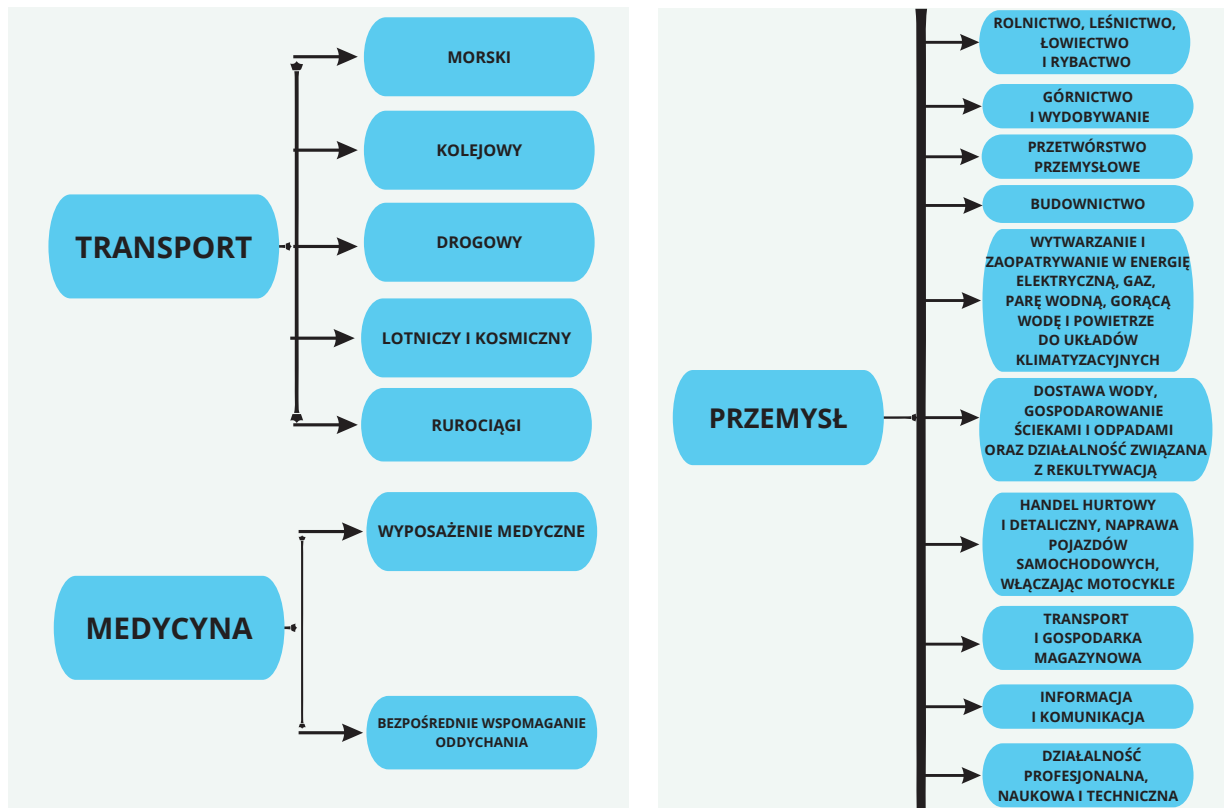 TRANSPORT
MORSKI
KOLEJOWY
DROGOWY
LOTNICZY I KOSMICZNY
RUROCIĄGI
MEDYCYNA
WYPOSAŻENIE MEDYCZNE
BEZPOŚREDNIE WSPOMAGANIE
ODDYCHANIA
PRZEMYSŁ
ROLNICTWO, LEŚNICTWO,
ŁOWIECTWO
I RYBACTWO
GÓRNICTWO
I WYDOBYWANIE
PRZETWÓRSTWO
PRZEMYSŁOWE
BUDOWNICTWO
WYTWARZANIE I
ZAOPATRYWANIE W ENERGIĘ
ELEKTRYCZNĄ, GAZ,
PARĘ WODNĄ, GORĄCĄ
WODĘ I POWIETRZE
DO UKŁADÓW
KLIMATYZACYJNYCH
DOSTAWA WODY,
GOSPODAROWANIE
ŚCIEKAMI I ODPADAMI
ORAZ DZIAŁALNOŚĆ ZWIĄZANA
Z REKULTYWACJĄ
HANDEL HURTOWY
I DETALICZNY, NAPRAWA
POJAZDÓW
SAMOCHODOWYCH,
WŁĄCZAJĄC MOTOCYKLE
TRANSPORT
I GOSPODARKA
MAGAZYNOWA
INFORMACJA
I KOMUNIKACJA
DZIAŁALNOŚĆ
PROFESJONALNA,
NAUKOWA I TECHNICZNA